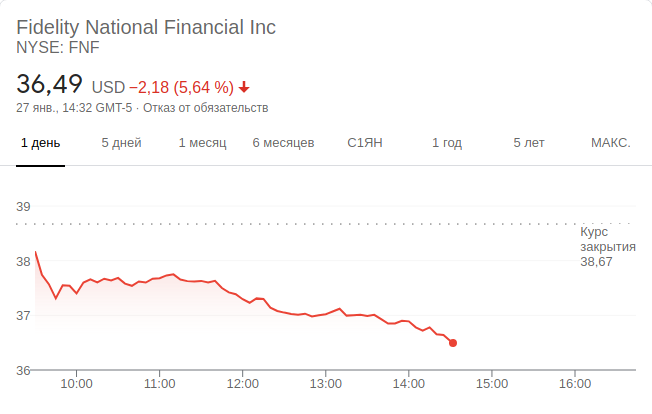 Fidelity National Financial Inc
NYSE: FNF
36,49 USD −2,18 (5,64 %)
27 янв., 14:32 GMT-5 · Отказ от обязательств
1 день 5 дней 1 месяц 6 месяцев С1ЯН 1 год 5 лет МАКС.
39
Курс
закрытия
38,67
38
37
36
10:00 11:00 12:00 13:00 14:00 15:00 16:00